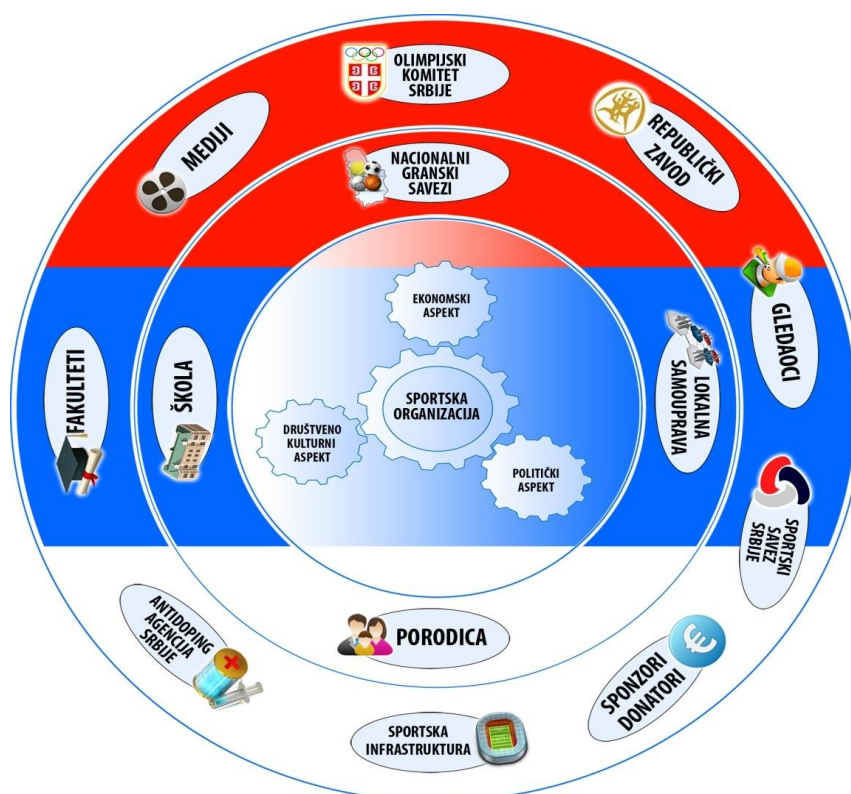 OLIMPIJSKI
KOMITET
SRBIJE
MEDIJI
REPUBLIČKI
ZAVOD
NACIONALNI
GRANSKI
SAVEZI
GLEDAOCI
EKONOMSKI
ASPEKT
FAKULTETI
ŠKOLA
LOKALNA
SAMOUPRAVA
SPORTSKA
ORGANIZACIJA
DRUŠTVENO
KULTURNI
ASPEKT
POLITIČKI
ASPEKT
SPORTSKI
SAVEZ
SRBIJE
ANTIDOPING
AGENCIJA
SRBIJE
PORODICA
SPONZORI
DONATORI
SPORTSKA
INFRASTRUKTURA